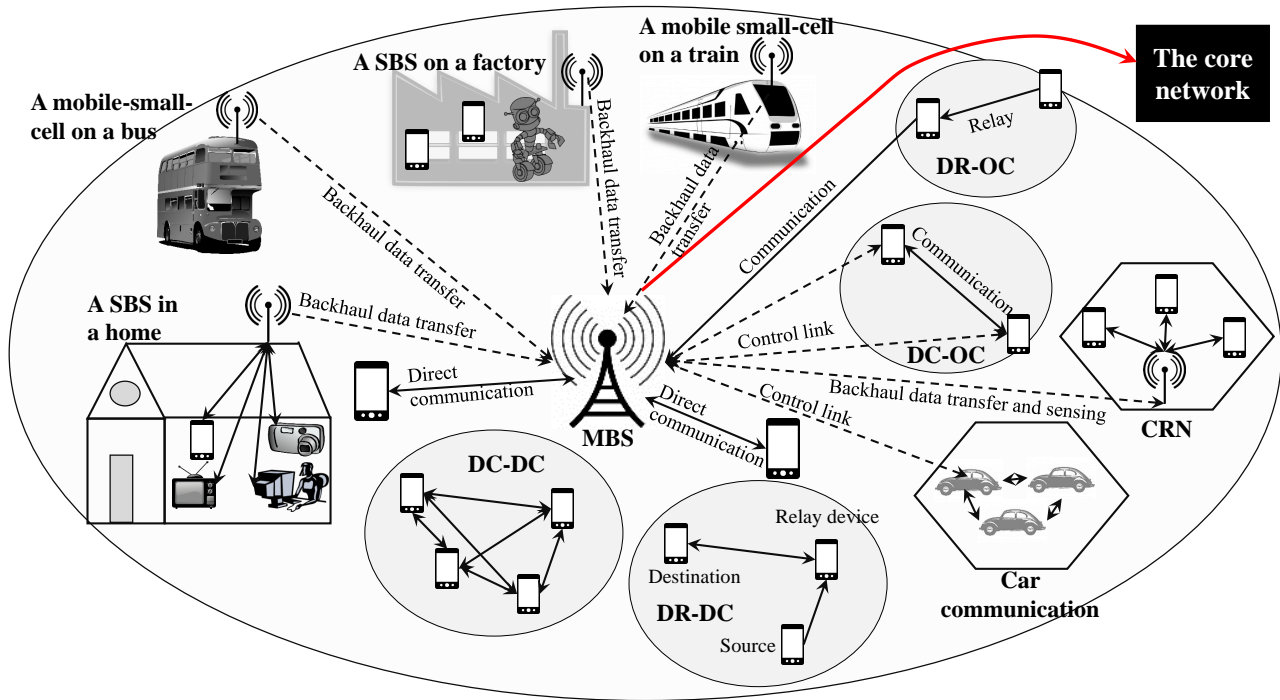 A mobile small-cell
on a train
The core
network
A SBS on a factory
A mobile-small-
cell on a bus
Backhaul data transfer
Backhaul data transfer
Backhaul data
transfer
Relay
DR-OC
Communication
Communication
DC-OC
Control link
A SBS in
a home
Backhaul data transfer
Direct
communication
MBS
Direct
communication
Control link
Backhaul data transfer and sensing
CRN
DC-DC
Relay device
Destination
DR-DC
Source
Car
communication